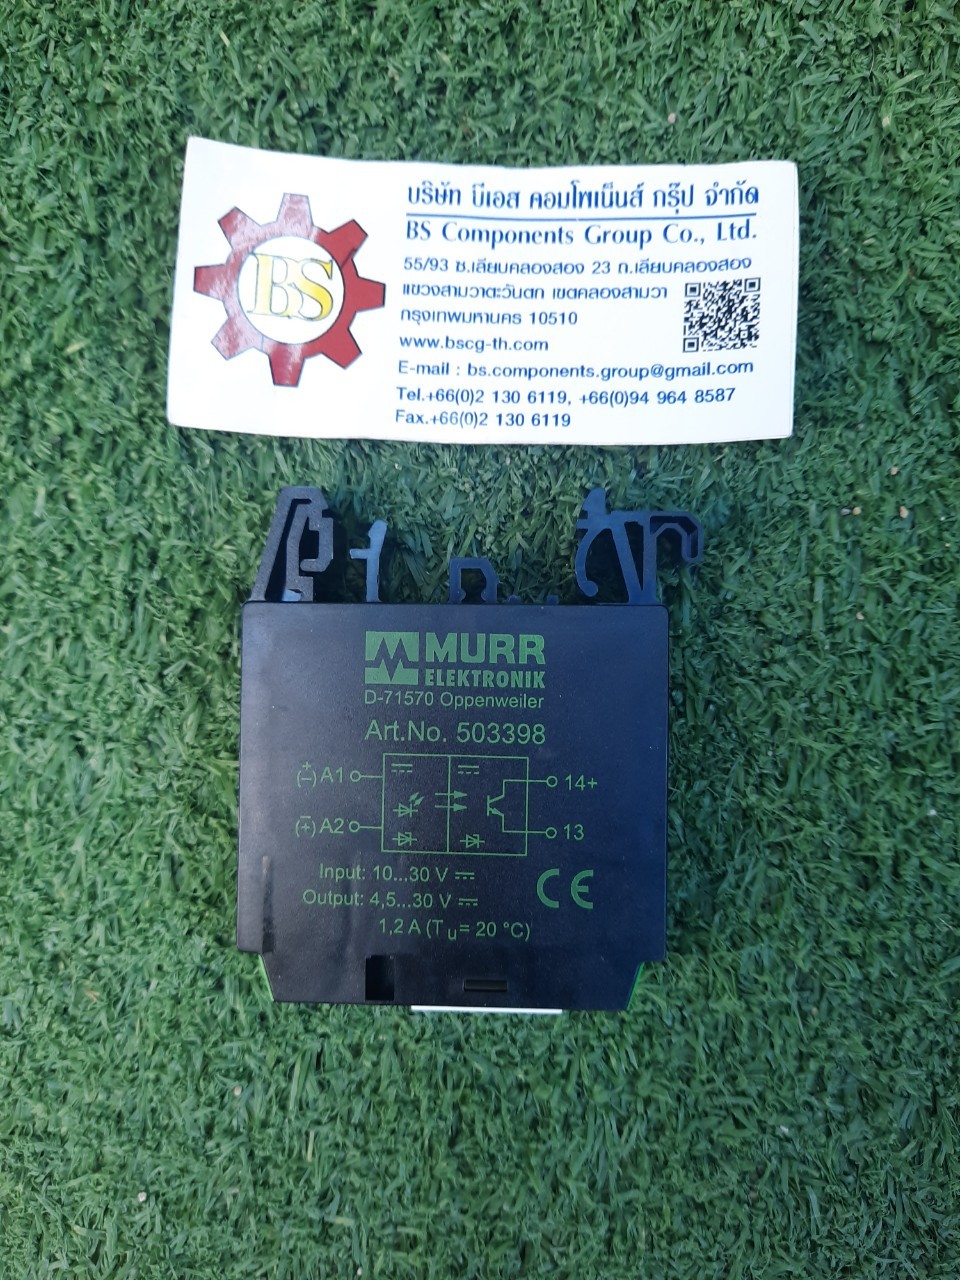 BS
บริษัท บีเอส คอมโพเน็นส์ กรุ๊ป จำกัด
BS Components Group Co., Ltd.
55/93 ซ.เลียบคลองสอง 23 ถ.เลียบคลองสอง
แขวงสามวาตะวันตก เขตคลองสามวา
กรุงเทพมหานคร 10510
www.bscg-th.com
E-mail : bs.components.group@gmail.com
Tel.+66(0)2 130 6119, +66(0)94 964 8587
Fax.+66(0)2 130 6119
MURR
ELEKTRONIK
D-71570 Oppenweiler
Art.No. 503398
(+/-) A1 14+
(-/+) A2 13
Input: 10...30 V
Output: 4,5...30 V
1,2 A (Tu = 20 °C)
CE